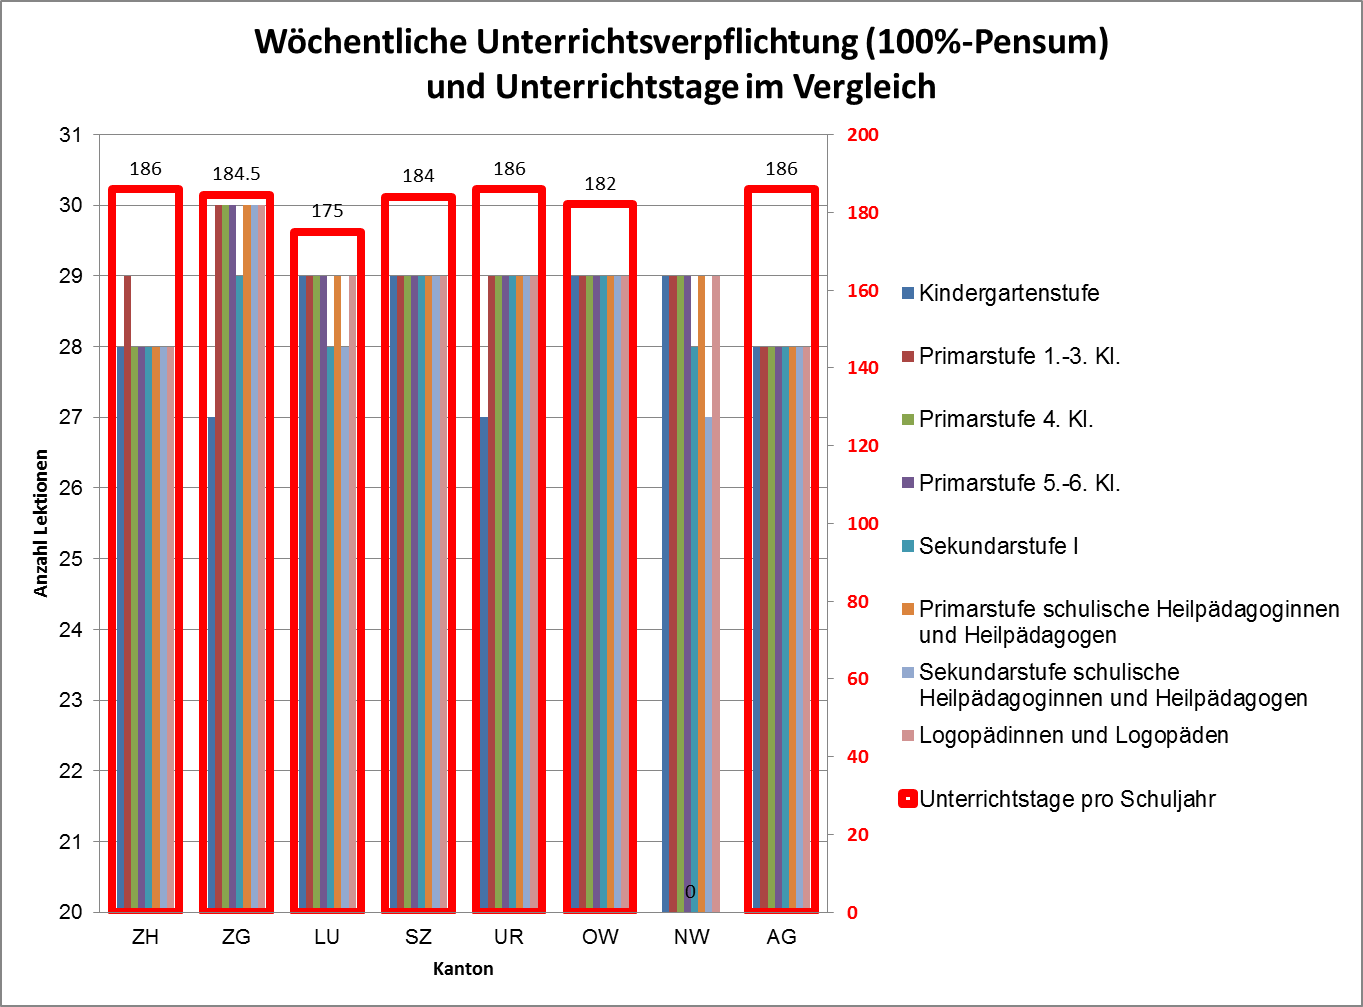 Wöchentliche Unterrichtsverpflichtung (100%-Pensum)
und Unterrichtstage im Vergleich
31
30
29
28
27
26
25
24
23
22
21
20
Anzahl Lektionen
186
184.5
175
184
186
182
0
186
200
180
160
140
120
100
80
60
40
20
0
ZH
ZG
LU
SZ
UR
OW
NW
AG
Kanton
Kindergartenstufe
Primarstufe 1.-3. Kl.
Primarstufe 4. Kl.
Primarstufe 5.-6. Kl.
Sekundarstufe I
Primarstufe schulische Heilpädagoginnen
und Heilpädagogen
Sekundarstufe schulische
Heilpädagoginnen und Heilpädagogen
Logopädinnen und Logopäden
Unterrichtstage pro Schuljahr